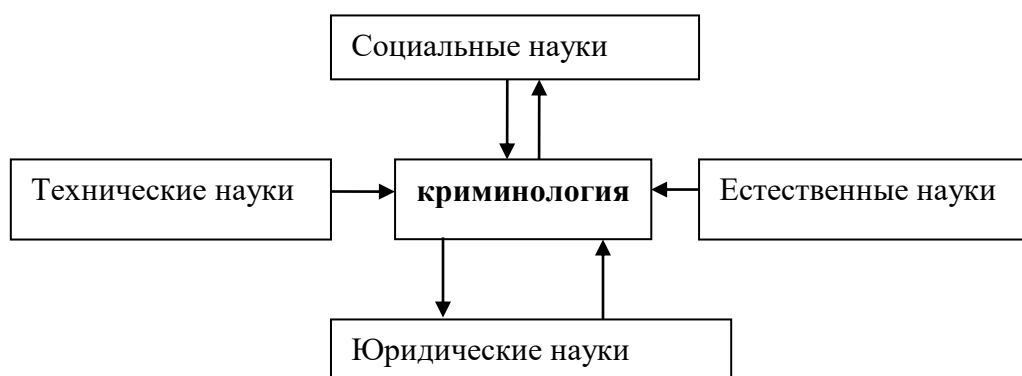 Социальные науки
Технические науки
криминология
Естественные науки
Юридические науки